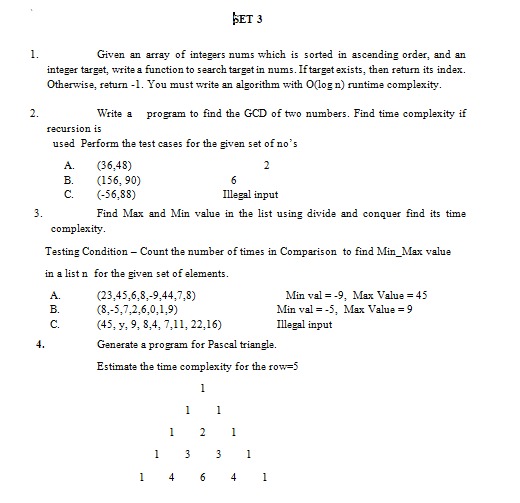 SET 3
1. Given an array of integers nums which is sorted in ascending order, and an
integer target, write a function to search target in nums. If target exists, then return its index.
Otherwise, return -1. You must write an algorithm with O(log n) runtime complexity.
2. Write a program to find the GCD of two numbers. Find time complexity if
recursion is
used Perform the test cases for the given set of no's
A. (36,48) 2
B. (156, 90) 6
C. (-56,88) Illegal input
3. Find Max and Min value in the list using divide and conquer find its time
complexity.
Testing Condition – Count the number of times in Comparison to find Min_Max value
in a list n for the given set of elements.
A. (23,45,6,8,-9,44,7,8) Min val = -9, Max Value = 45
B. (8,-5,7,2,6,0,1,9) Min val = -5, Max Value = 9
C. (45, y, 9, 8,4, 7,11, 22,16) Illegal input
4. Generate a program for Pascal triangle.
Estimate the time complexity for the row=5
1
1 1
1 2 1
1 3 3 1
1 4 6 4 1